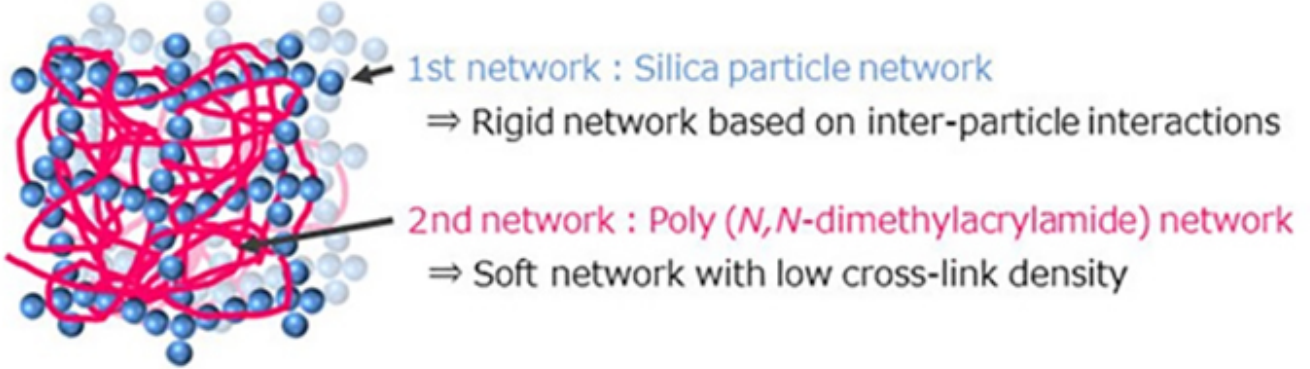 1st network : Silica particle network
⇒ Rigid network based on inter-particle interactions
2nd network : Poly (N,N-dimethylacrylamide) network
⇒ Soft network with low cross-link density